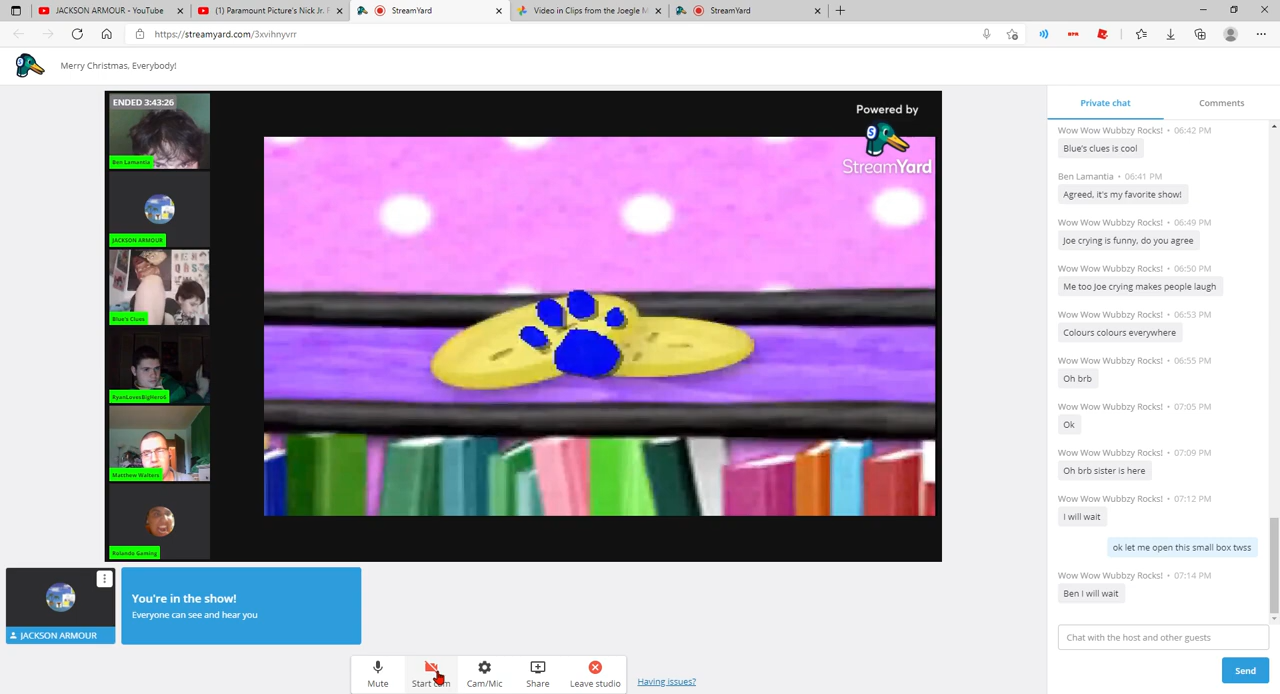 JACKSON ARMOUR - YouTube
(1) Paramount Picture's Nick Jr. F
StreamYard
Video in Clips from the Joegle M
StreamYard
https://streamyard.com/3xvihnyvrr
Merry Christmas, Everybody!
ENDED 3:43:26
Ben Lamantia
JACKSON ARMOUR
Blue's Clues
RyanLovesBigHero6
Matthew Walters
Rolando Gaming
Powered by
StreamYard
JACKSON ARMOUR
You're in the show!
Everyone can see and hear you
Mute
Start Cam
Cam/Mic
Share
Leave studio
Having issues?
Private chat
Comments
Wow Wow Wubbzy Rocks! • 06:42 PM
Blue's clues is cool
Ben Lamantia • 06:41 PM
Agreed, it's my favorite show!
Wow Wow Wubbzy Rocks! • 06:49 PM
Joe crying is funny, do you agree
Wow Wow Wubbzy Rocks! • 06:50 PM
Me too Joe crying makes people laugh
Wow Wow Wubbzy Rocks! • 06:53 PM
Colours colours everywhere
Wow Wow Wubbzy Rocks! • 06:55 PM
Oh brb
Wow Wow Wubbzy Rocks! • 07:05 PM
Ok
Wow Wow Wubbzy Rocks! • 07:09 PM
Oh brb sister is here
Wow Wow Wubbzy Rocks! • 07:12 PM
I will wait
ok let me open this small box twss
Wow Wow Wubbzy Rocks! • 07:14 PM
Ben I will wait
Chat with the host and other guests
Send